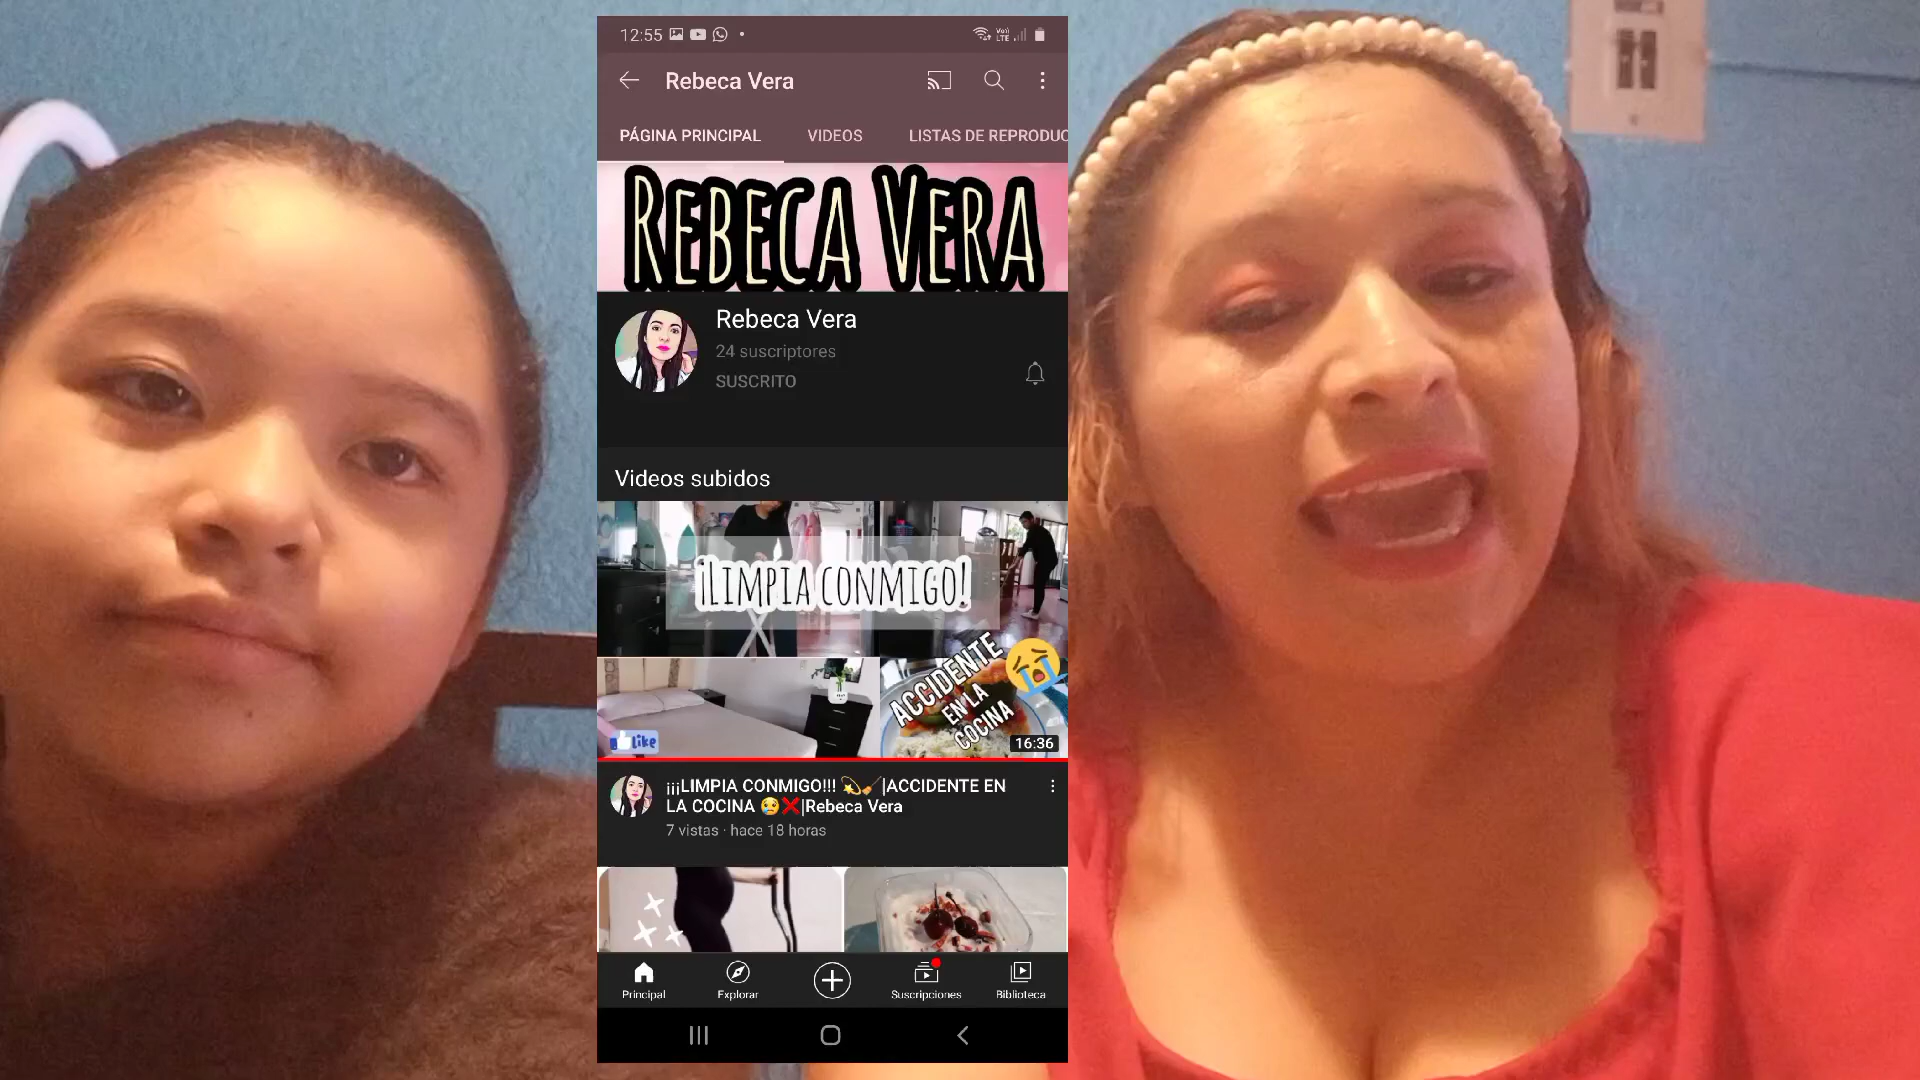 12:55
Rebeca Vera
PÁGINA PRINCIPAL VIDEOS LISTAS DE REPRODUC
REBECA VERA
Rebeca Vera
24 suscriptores
SUSCRITO
Videos subidos
¡LIMPIA CONMIGO!
ACCIDENTE
EN LA
COCINA
like
16:36
¡¡¡LIMPIA CONMIGO!!! 💫🧹|ACCIDENTE EN
LA COCINA 😢❌|Rebeca Vera
7 vistas · hace 18 horas
Principal Explorar Suscripciones Biblioteca